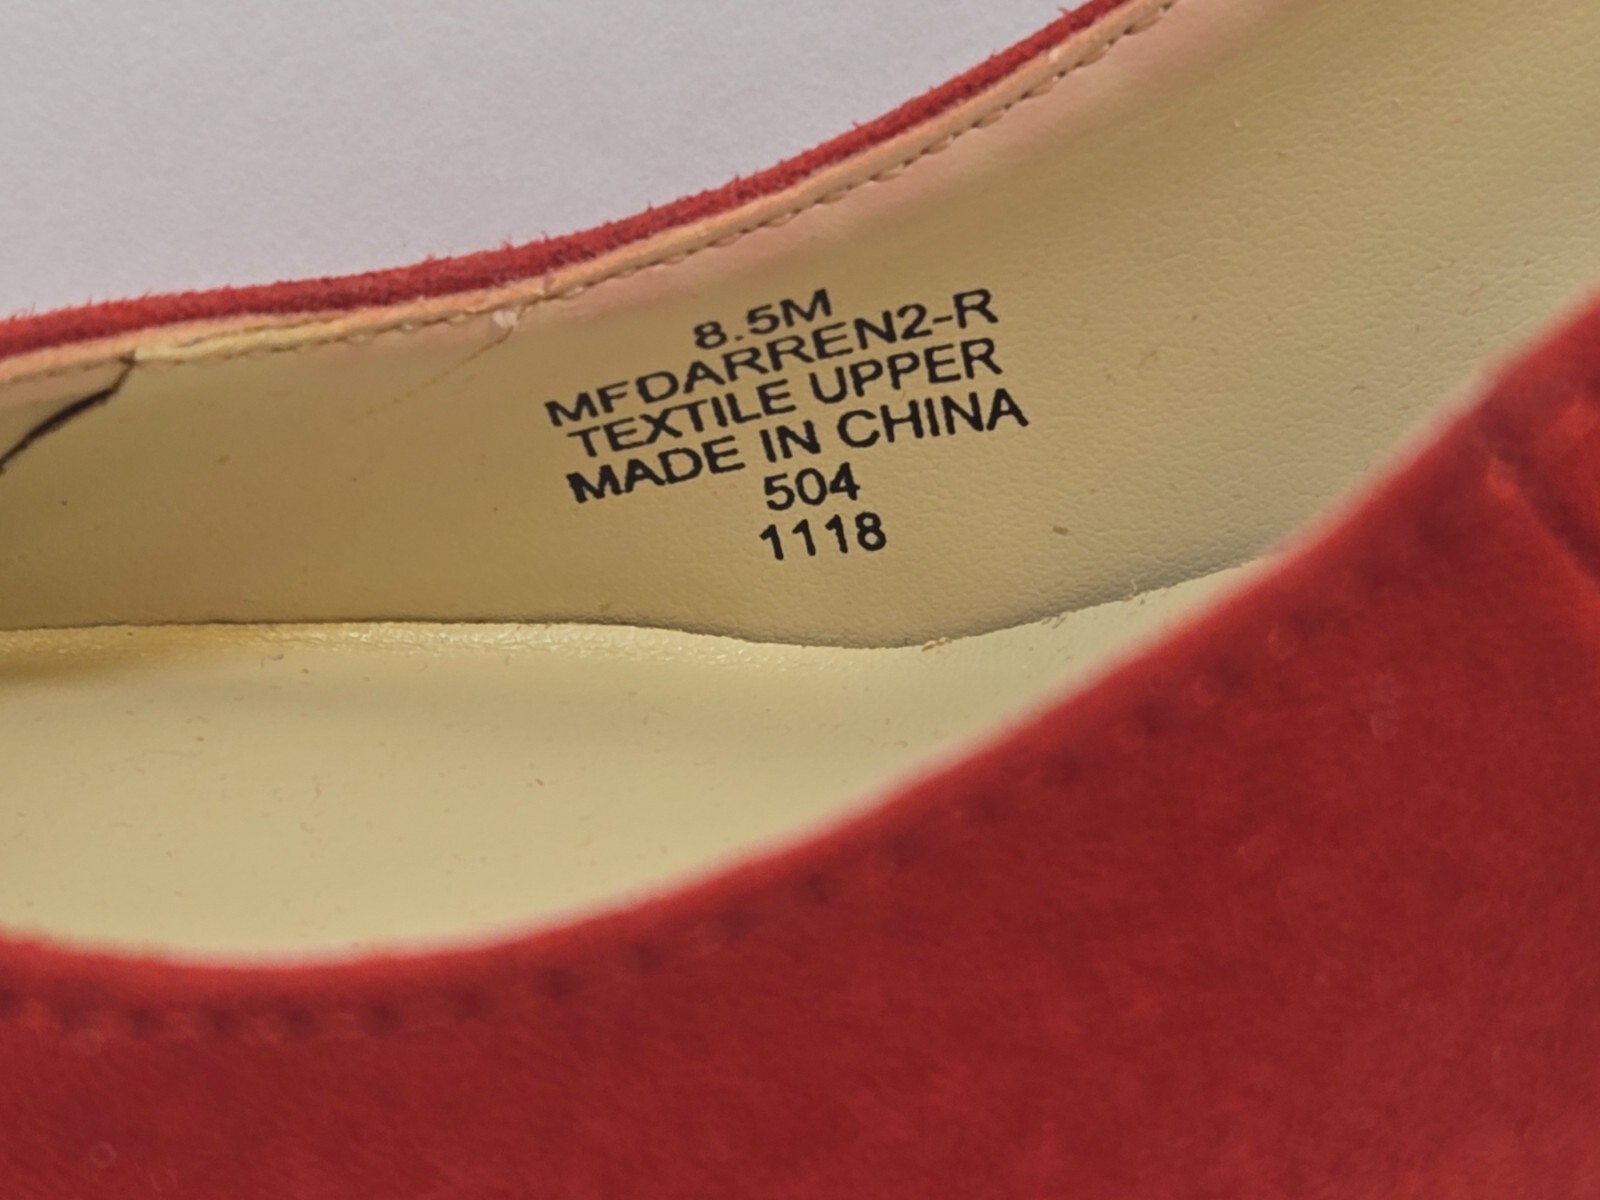 8.5M
MFDARREN2-R
TEXTILE UPPER
MADE IN CHINA
504
1118